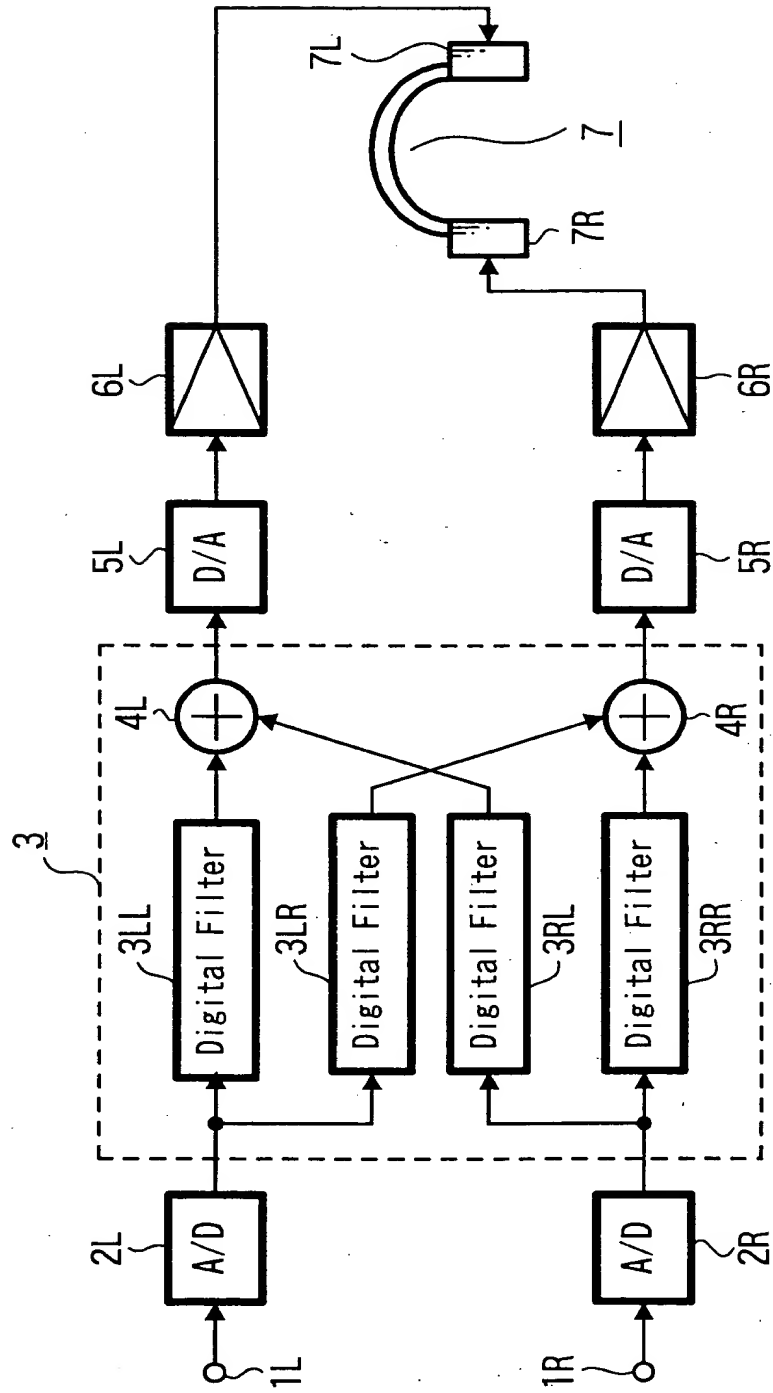 3
1L
2L
A/D
3LL
Digital Filter
4L
5L
D/A
6L
7L
3LR
Digital Filter
7
3RL
Digital Filter
7R
1R
2R
A/D
3RR
Digital Filter
4R
5R
D/A
6R